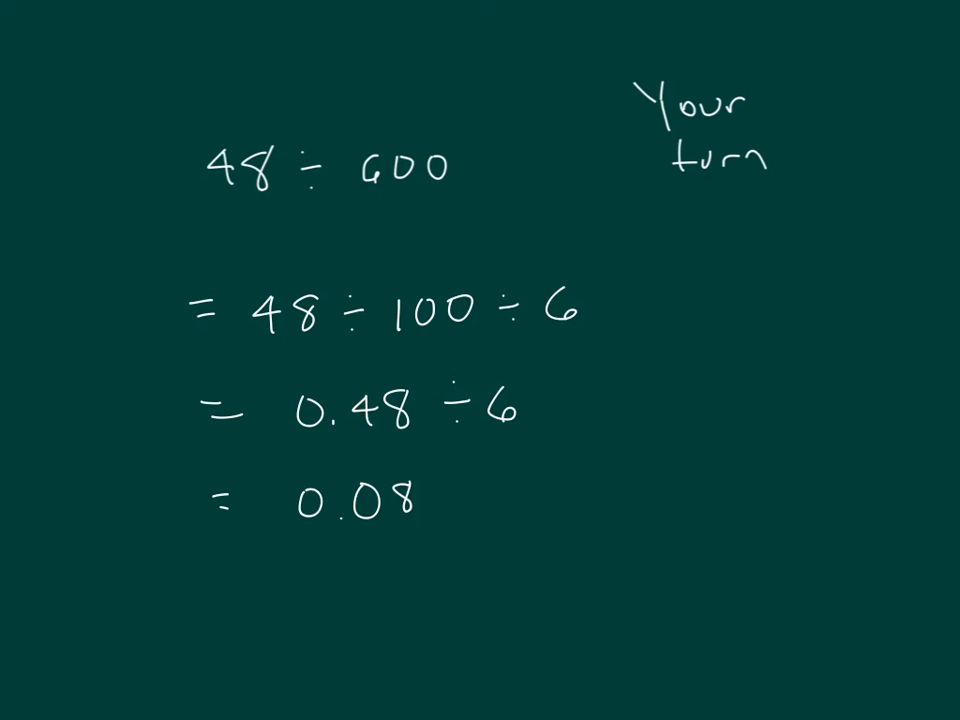 Your
turn
48 ÷ 600
= 48 ÷ 100 ÷ 6
= 0.48 ÷ 6
= 0.08